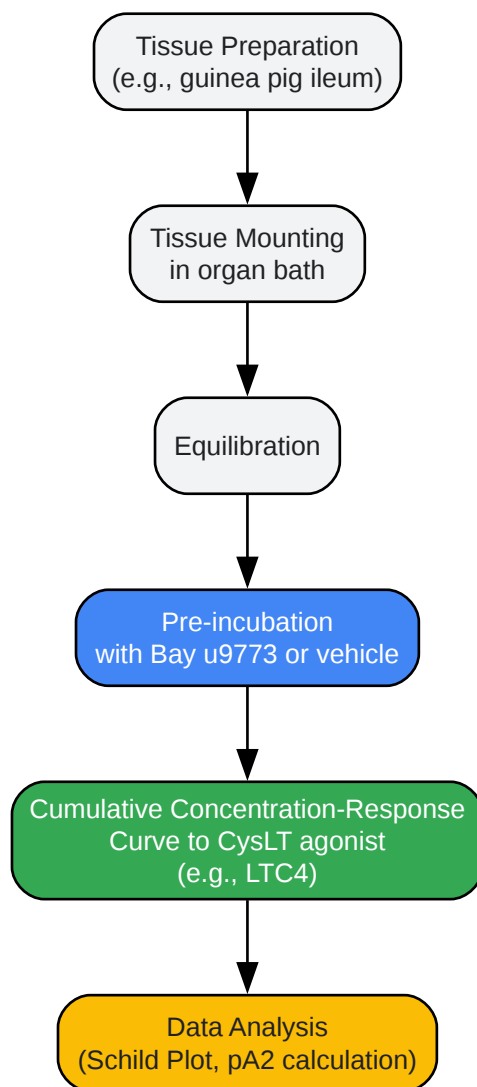 Tissue Preparation
(e.g., guinea pig ileum)
Tissue Mounting
in organ bath
Equilibration
Pre-incubation
with Bay u9773 or vehicle
Cumulative Concentration-Response
Curve to CysLT agonist
(e.g., LTC4)
Data Analysis
(Schild Plot, pA2 calculation)